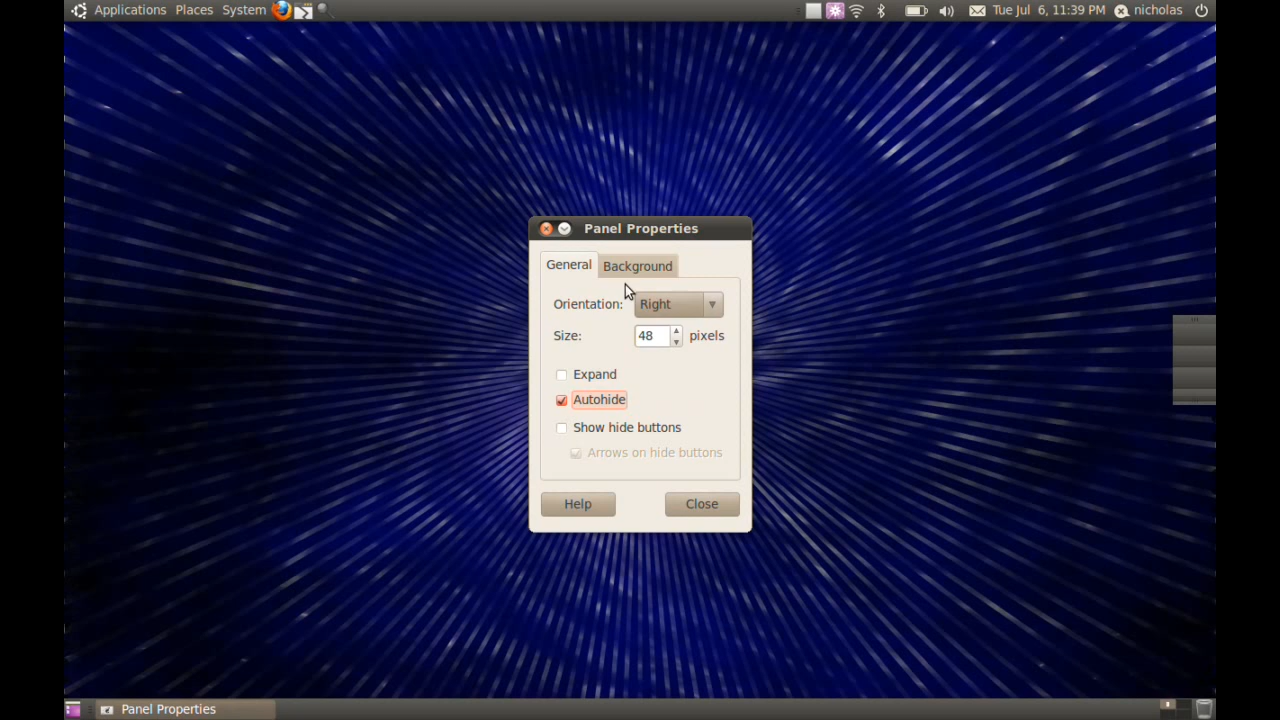 Applications Places System Tue Jul 6, 11:39 PM nicholas
Panel Properties
General Background
Orientation: Right
Size: 48 pixels
Expand
Autohide
Show hide buttons
Arrows on hide buttons
Help Close
Panel Properties